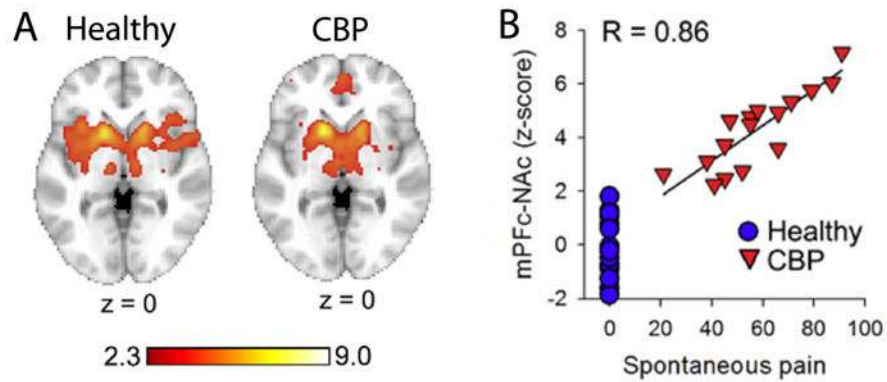 A
Healthy
CBP
z = 0
z = 0
2.3
9.0
B
R = 0.86
mPFc-NAc (z-score)
8
6
4
2
0
-2
Healthy
CBP
0 20 40 60 80 100
Spontaneous pain